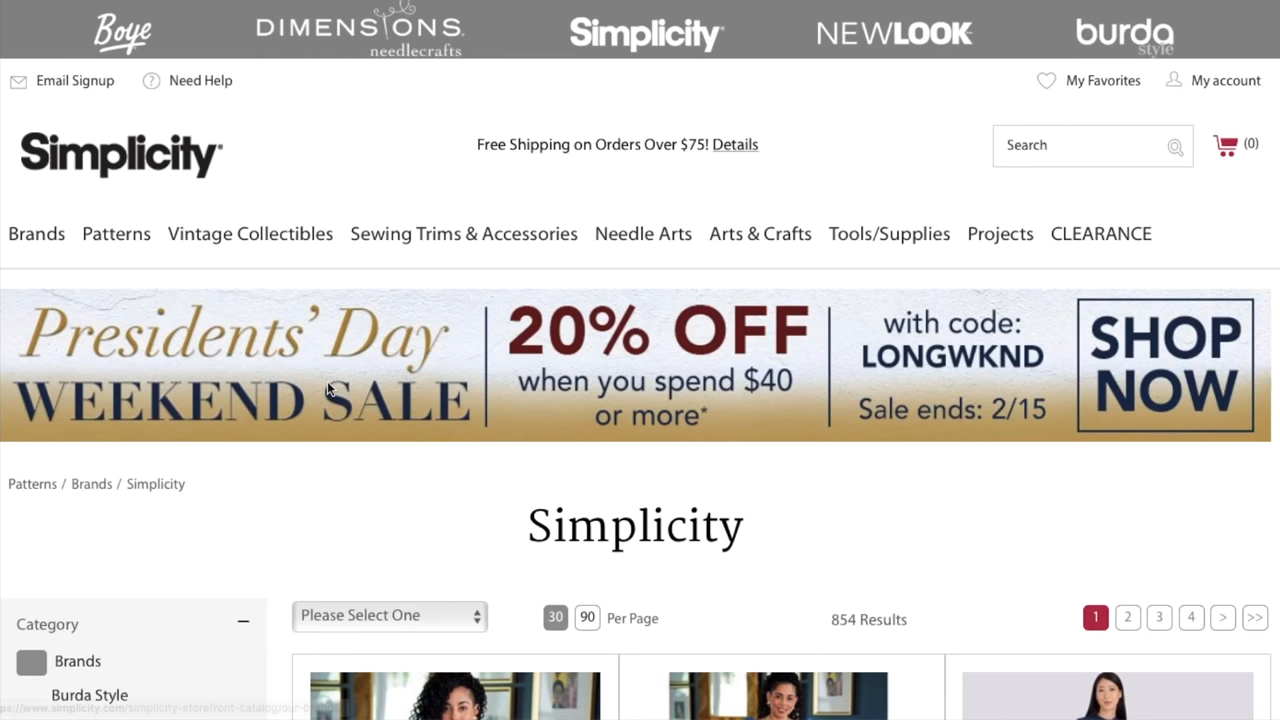 Boye DIMENSIONS. needlecrafts Simplicity NEWLOOK burda style
Email Signup ? Need Help My Favorites My account
Simplicity Free Shipping on Orders Over $75! Details Search (0)
Brands Patterns Vintage Collectibles Sewing Trims & Accessories Needle Arts Arts & Crafts Tools/Supplies Projects CLEARANCE
Presidents' Day
WEEKEND SALE
20% OFF
when you spend $40
or more*
with code:
LONGWKND
Sale ends: 2/15
SHOP
NOW
Patterns / Brands / Simplicity
Simplicity
Category
Brands
Burda Style
Please Select One 30 90 Per Page 854 Results 1 2 3 4 > >>